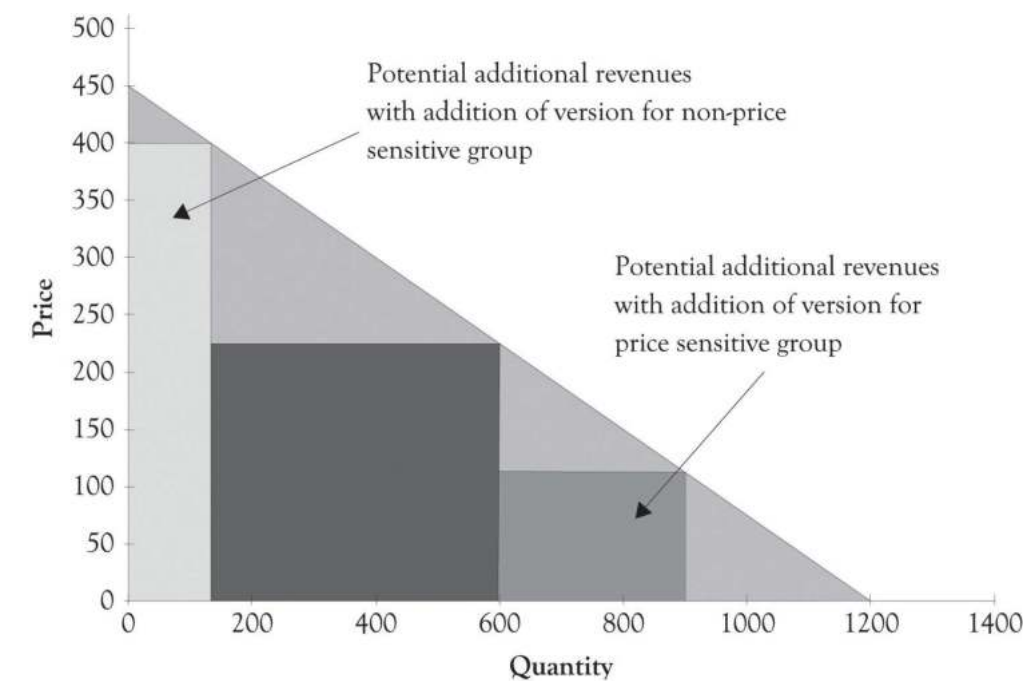 500
450
400
350
300
250
200
150
100
50
0
Price
Potential additional revenues
with addition of version for non-price
sensitive group
Potential additional revenues
with addition of version for
price sensitive group
0 200 400 600 800 1000 1200 1400
Quantity